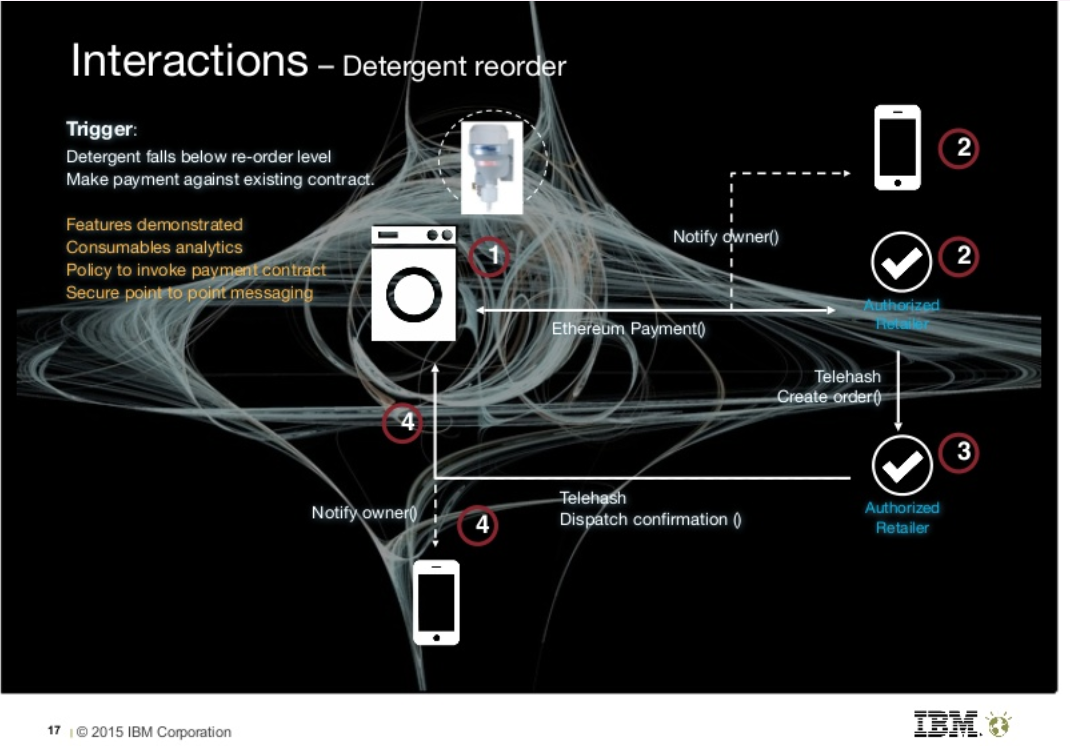 Interactions – Detergent reorder
Trigger:
Detergent falls below re-order level
Make payment against existing contract.
Features demonstrated
Consumables analytics
Policy to invoke payment contract
Secure point to point messaging
1
2
Notify owner()
2
Authorized
Retailer
Ethereum Payment()
Telehash
Create order()
4
3
Authorized
Retailer
Telehash
Dispatch confirmation ()
Notify owner()
4
17 | © 2015 IBM Corporation
IBM.